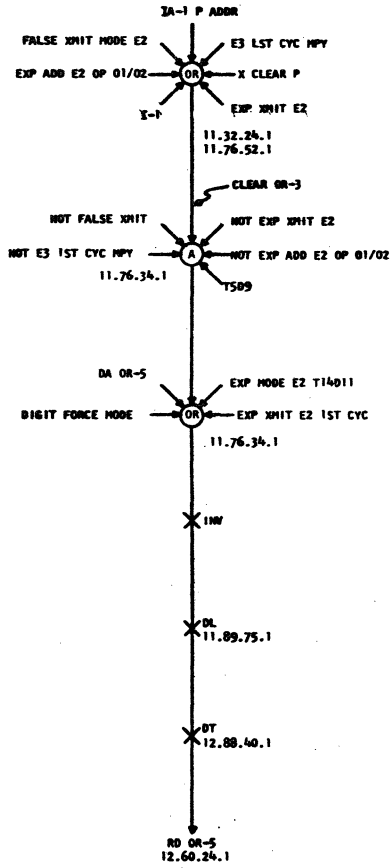 IA-1 P ADDR
FALSE XMIT MODE E2
E3 LST CYC MPY
EXP ADD E2 OP 01/02
OR
X CLEAR P
I-1
EXP XMIT E2
11.32.24.1
11.76.52.1
CLEAR OR-3
NOT FALSE XMIT
NOT EXP XMIT E2
NOT E3 1ST CYC MPY
A
NOT EXP ADD E2 OP 01/02
11.76.34.1
T5D9
DA OR-5
EXP MODE E2 T14D11
DIGIT FORCE MODE
OR
EXP XMIT E2 1ST CYC
11.76.34.1
INV
DL
11.89.75.1
DT
12.88.40.1
RD OR-5
12.60.24.1